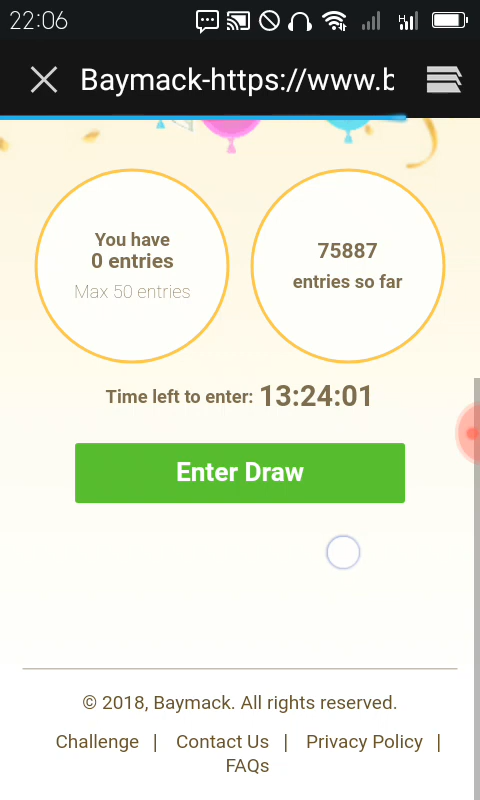 22:06
H
Baymack-https://www.b
You have
0 entries
Max 50 entries
75887
entries so far
Time left to enter: 13:24:01
Enter Draw
© 2018, Baymack. All rights reserved.
Challenge | Contact Us | Privacy Policy |
FAQs